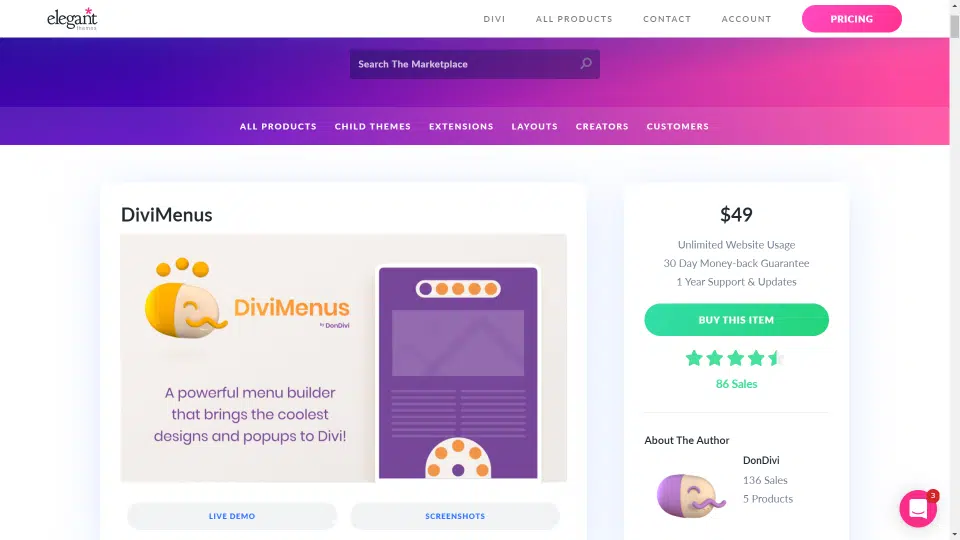 elegant
themes
DIVI
ALL PRODUCTS
CONTACT
ACCOUNT
PRICING
Search The Marketplace
ALL PRODUCTS
CHILD THEMES
EXTENSIONS
LAYOUTS
CREATORS
CUSTOMERS
DiviMenus
DiviMenus
by DonDivi
A powerful menu builder
that brings the coolest
designs and popups to Divi!
LIVE DEMO
SCREENSHOTS
$49
Unlimited Website Usage
30 Day Money-back Guarantee
1 Year Support & Updates
BUY THIS ITEM
86 Sales
About The Author
DonDivi
136 Sales
5 Products
3